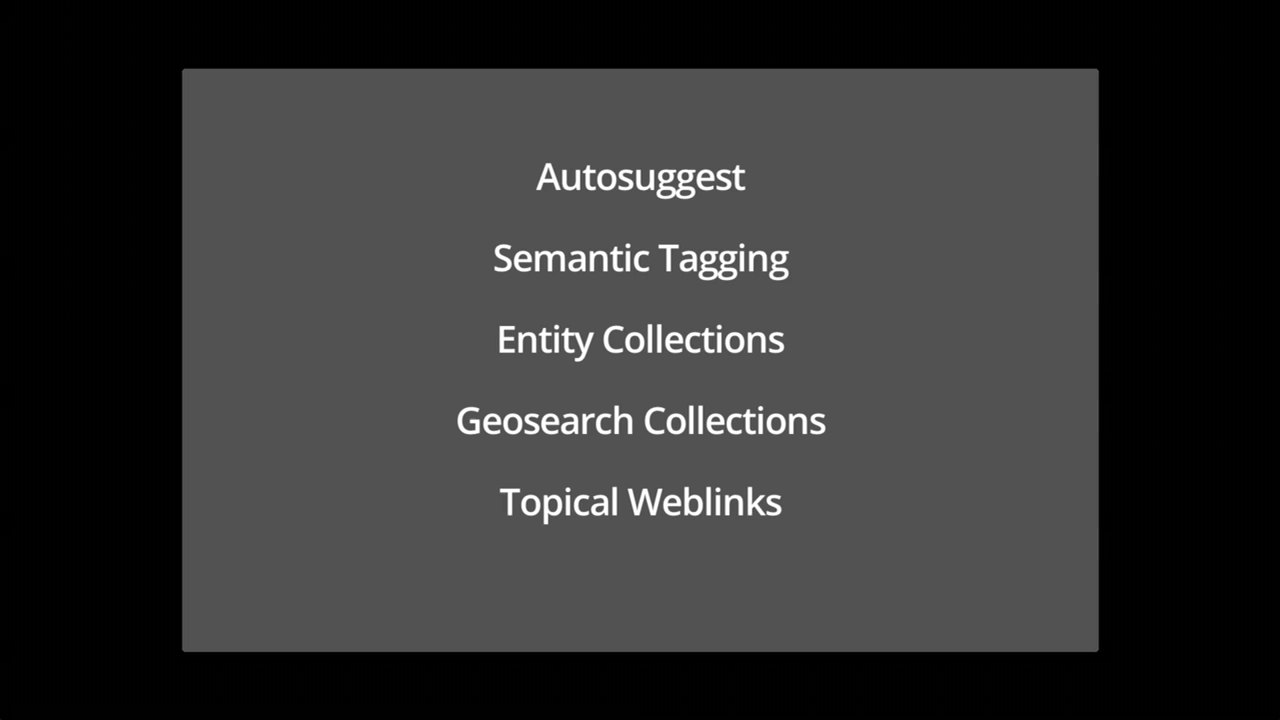 Autosuggest
Semantic Tagging
Entity Collections
Geosearch Collections
Topical Weblinks